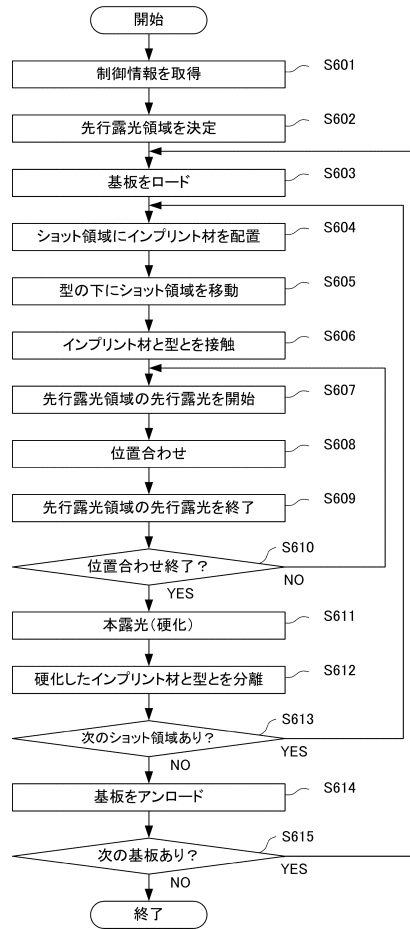 開始
制御情報を取得 S601
先行露光領域を決定 S602
基板をロード S603
ショット領域にインプリント材を配置 S604
型の下にショット領域を移動 S605
インプリント材と型とを接触 S606
先行露光領域の先行露光を開始 S607
位置合わせ S608
先行露光領域の先行露光を終了 S609
位置合わせ終了？ S610
NO
YES
本露光(硬化) S611
硬化したインプリント材と型とを分離 S612
次のショット領域あり？ S613
YES
NO
基板をアンロード S614
次の基板あり？ S615
YES
NO
終了